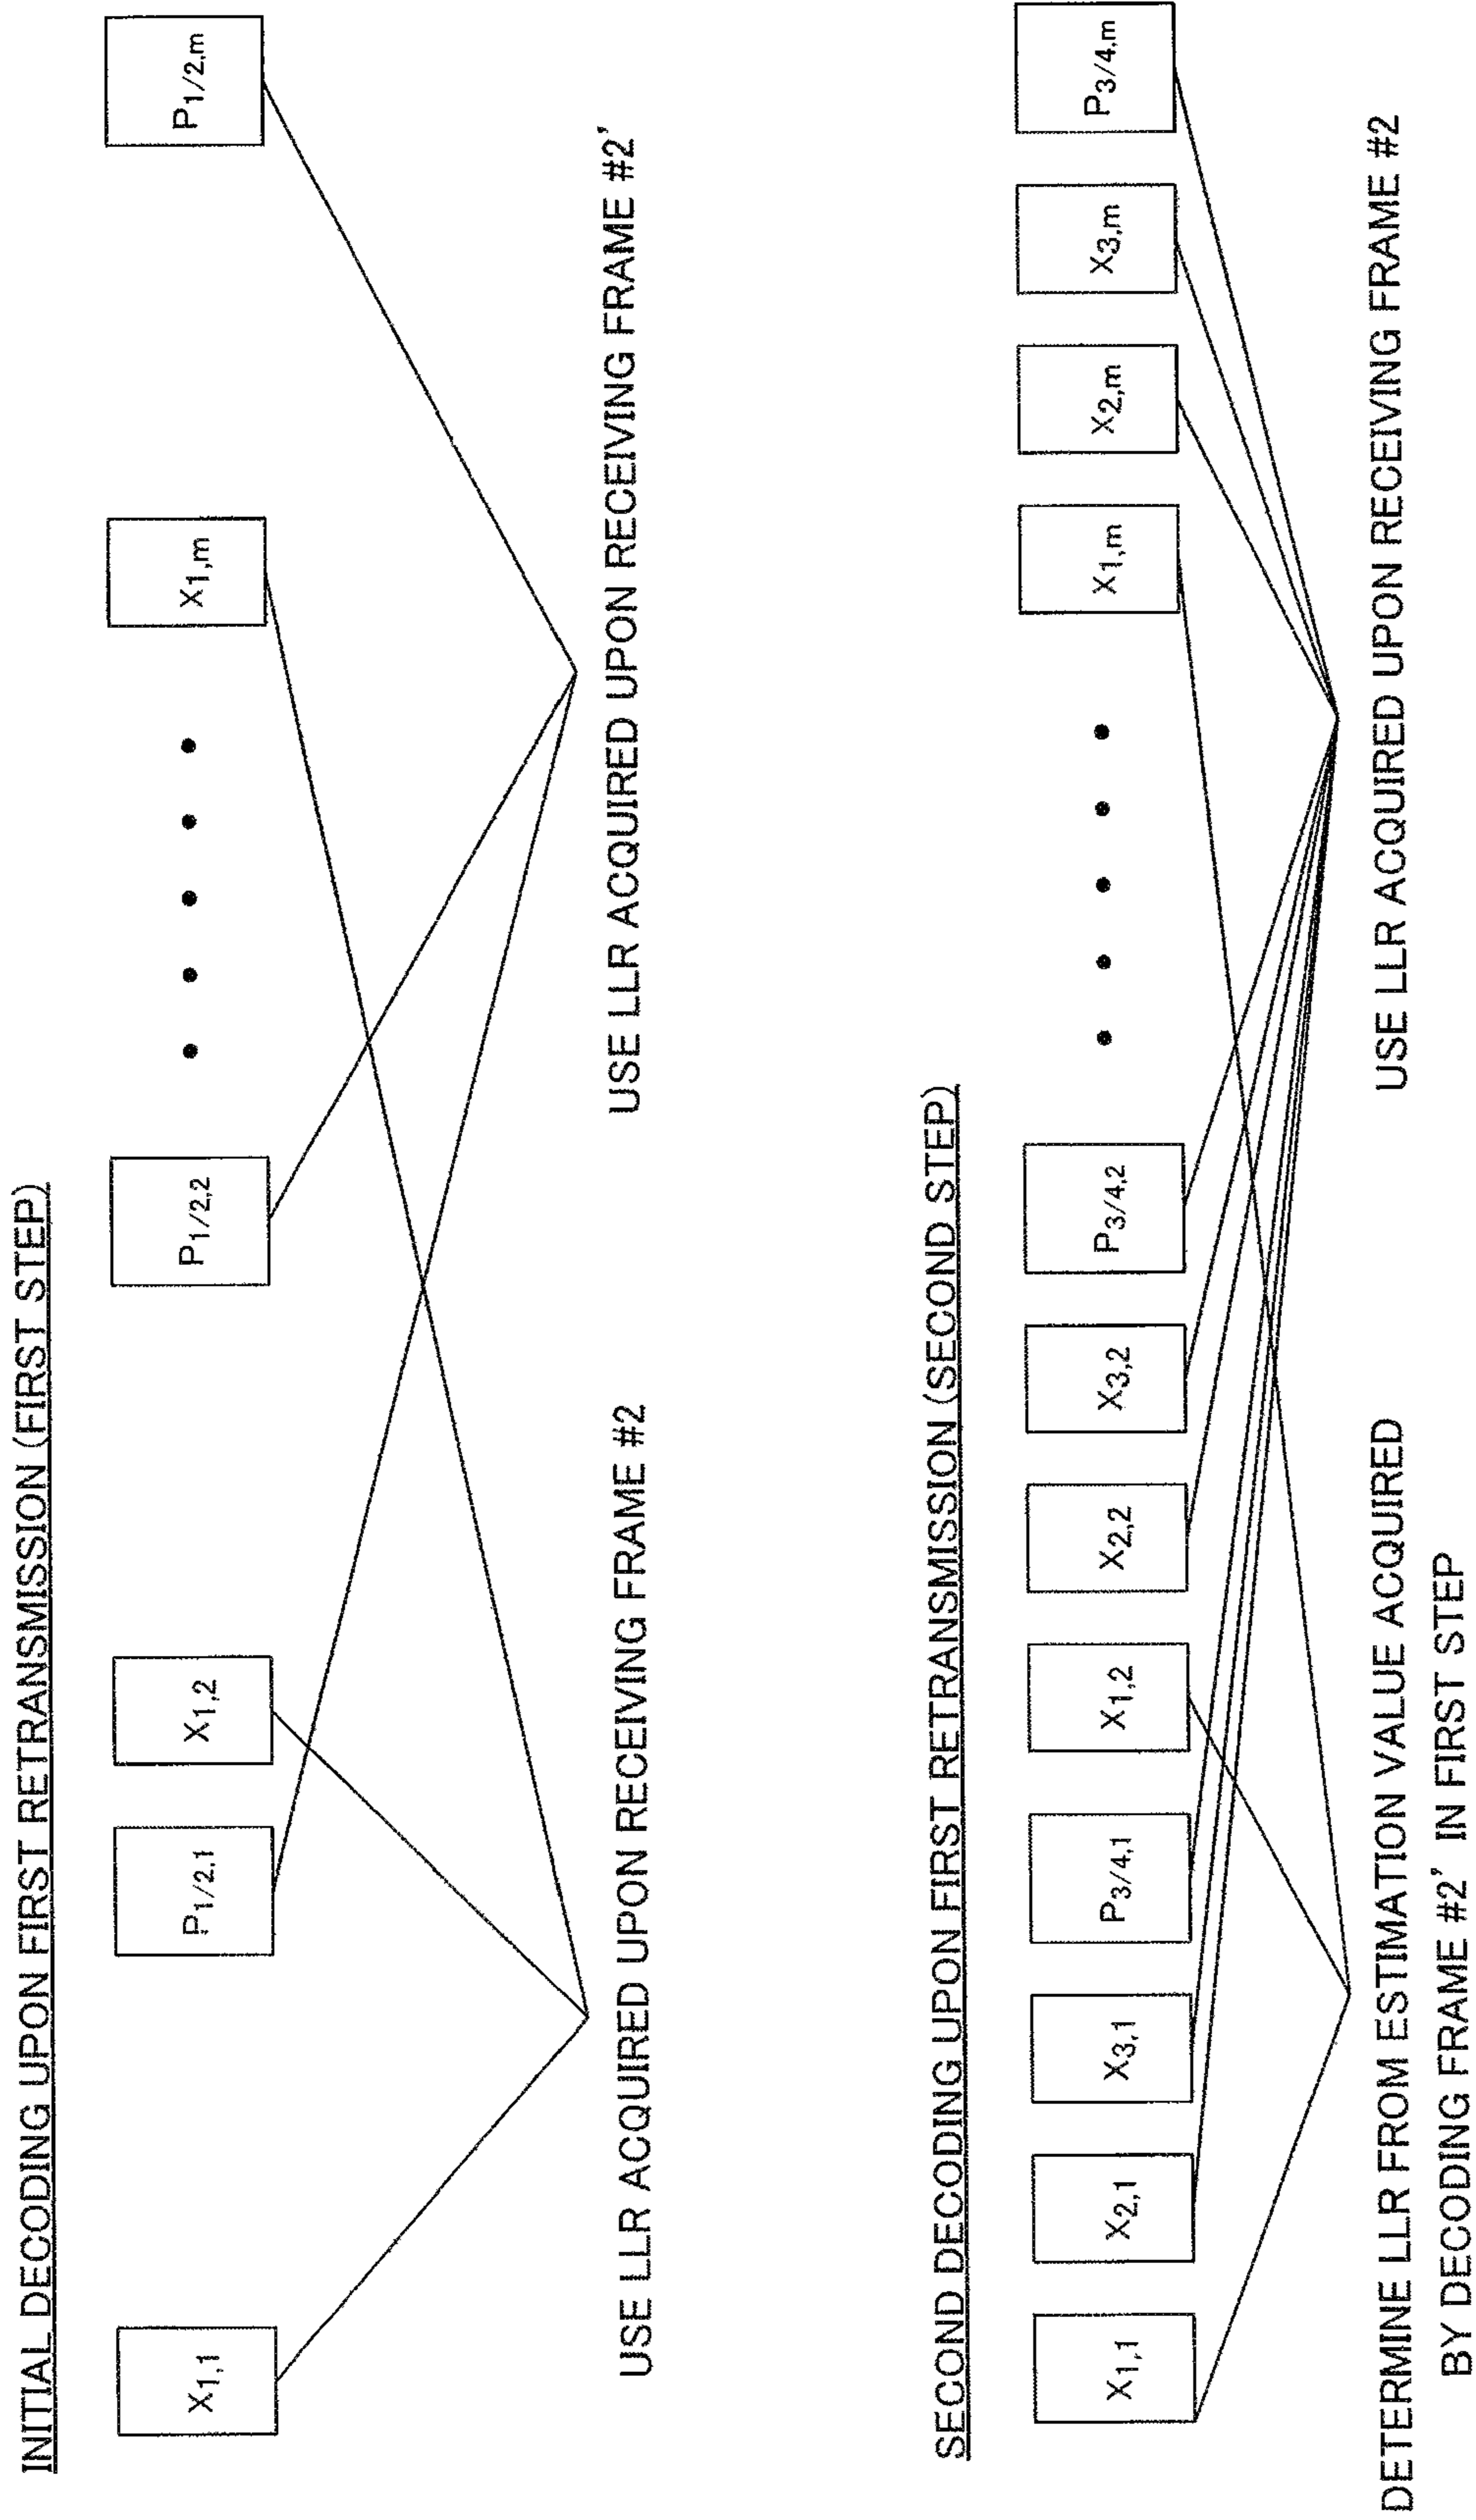 INITIAL DECODING UPON FIRST RETRANSMISSION (FIRST STEP)
X1,1 P1/2,1 X1,2 P1/2,2 X1,m P1/2,m
USE LLR ACQUIRED UPON RECEIVING FRAME #2
USE LLR ACQUIRED UPON RECEIVING FRAME #2'
SECOND DECODING UPON FIRST RETRANSMISSION (SECOND STEP)
X1,1 X2,1 X3,1 P3/4,1 X1,2 X2,2 X3,2 P3/4,2 X1,m X2,m X3,m P3/4,m
DETERMINE LLR FROM ESTIMATION VALUE ACQUIRED
BY DECODING FRAME #2' IN FIRST STEP
USE LLR ACQUIRED UPON RECEIVING FRAME #2